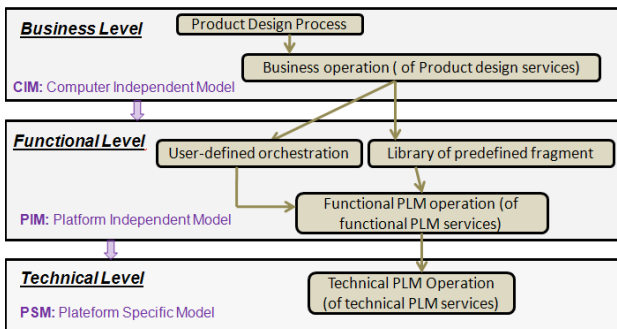 Business Level
Product Design Process
Business operation ( of Product design services)
CIM: Computer Independent Model
Functional Level
User-defined orchestration
Library of predefined fragment
PIM: Platform Independent Model
Functional PLM operation (of
functional PLM services)
Technical Level
Technical PLM Operation
(of technical PLM services)
PSM: Plateform Specific Model